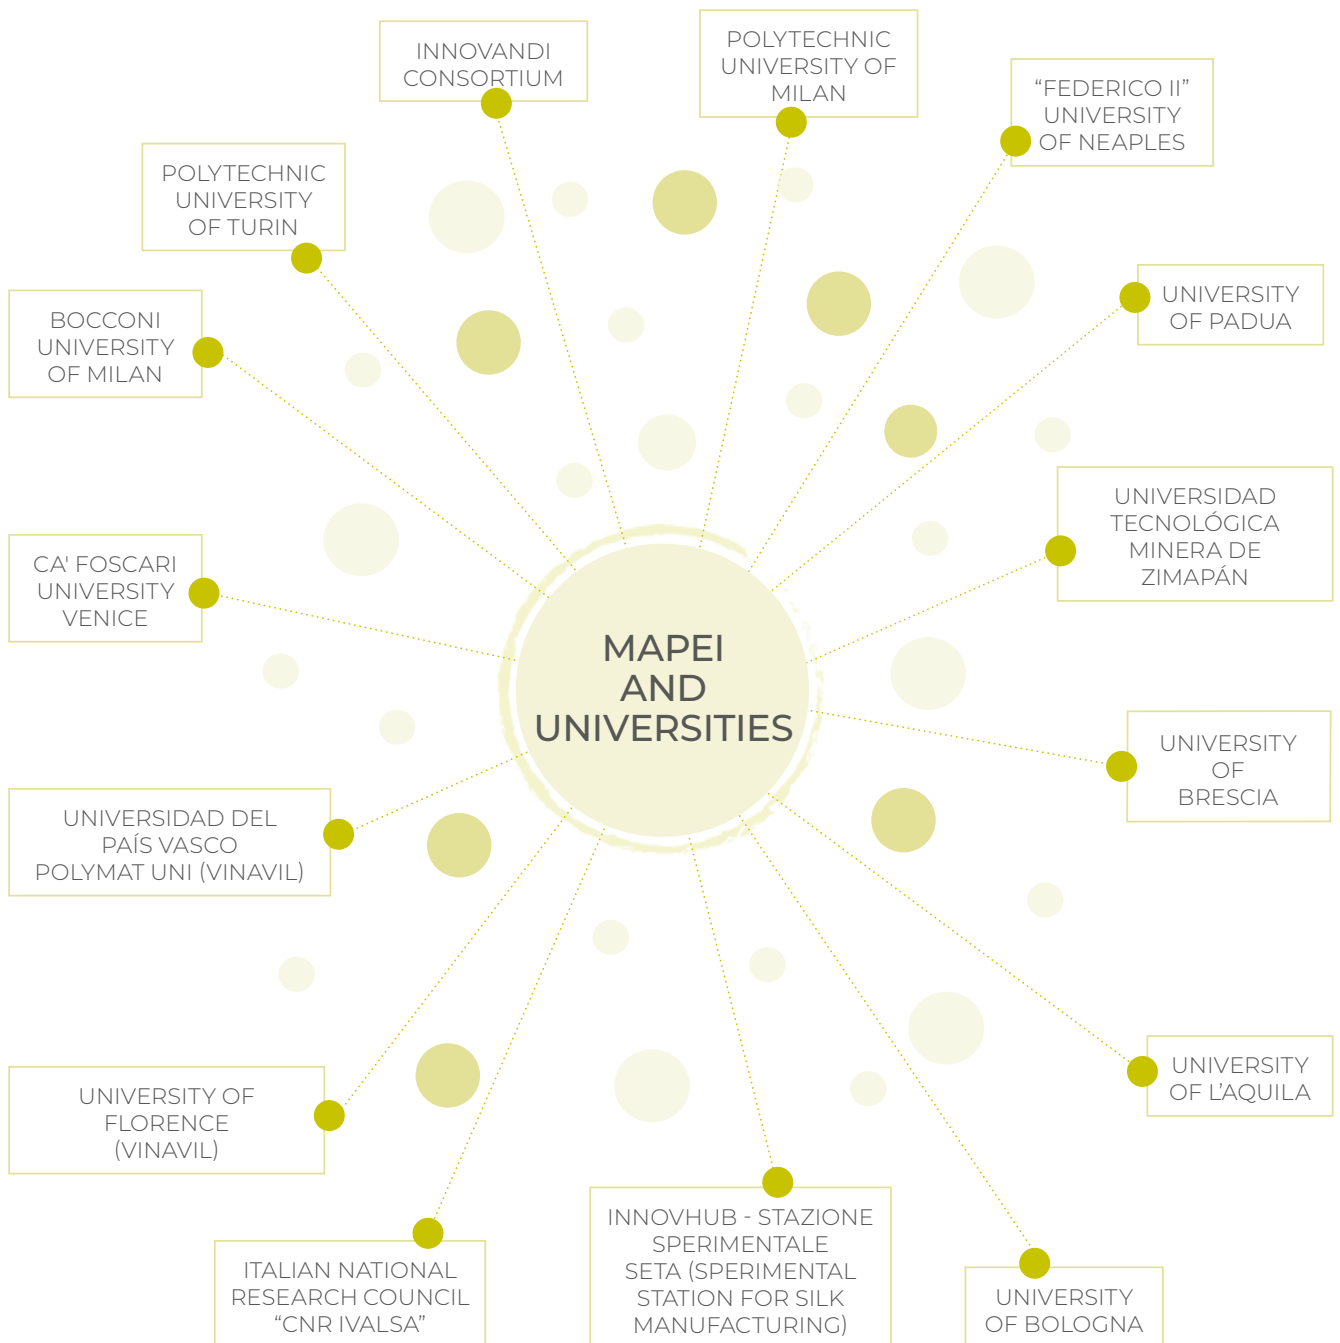 INNOVANDI
CONSORTIUM
POLYTECHNIC
UNIVERSITY OF
MILAN
“FEDERICO II”
UNIVERSITY
OF NEAPLES
POLYTECHNIC
UNIVERSITY
OF TURIN
UNIVERSITY
OF PADUA
BOCCONI
UNIVERSITY
OF MILAN
UNIVERSIDAD
TECNOLÓGICA
MINERA DE
ZIMAPÁN
CA' FOSCARI
UNIVERSITY
VENICE
MAPEI
AND
UNIVERSITIES
UNIVERSITY
OF
BRESCIA
UNIVERSIDAD DEL
PAÍS VASCO
POLYMAT UNI (VINAVIL)
UNIVERSITY
OF L’AQUILA
UNIVERSITY OF
FLORENCE
(VINAVIL)
ITALIAN NATIONAL
RESEARCH COUNCIL
“CNR IVALSA”
INNOVHUB - STAZIONE
SPERIMENTALE
SETA (SPERIMENTAL
STATION FOR SILK
MANUFACTURING)
UNIVERSITY
OF BOLOGNA